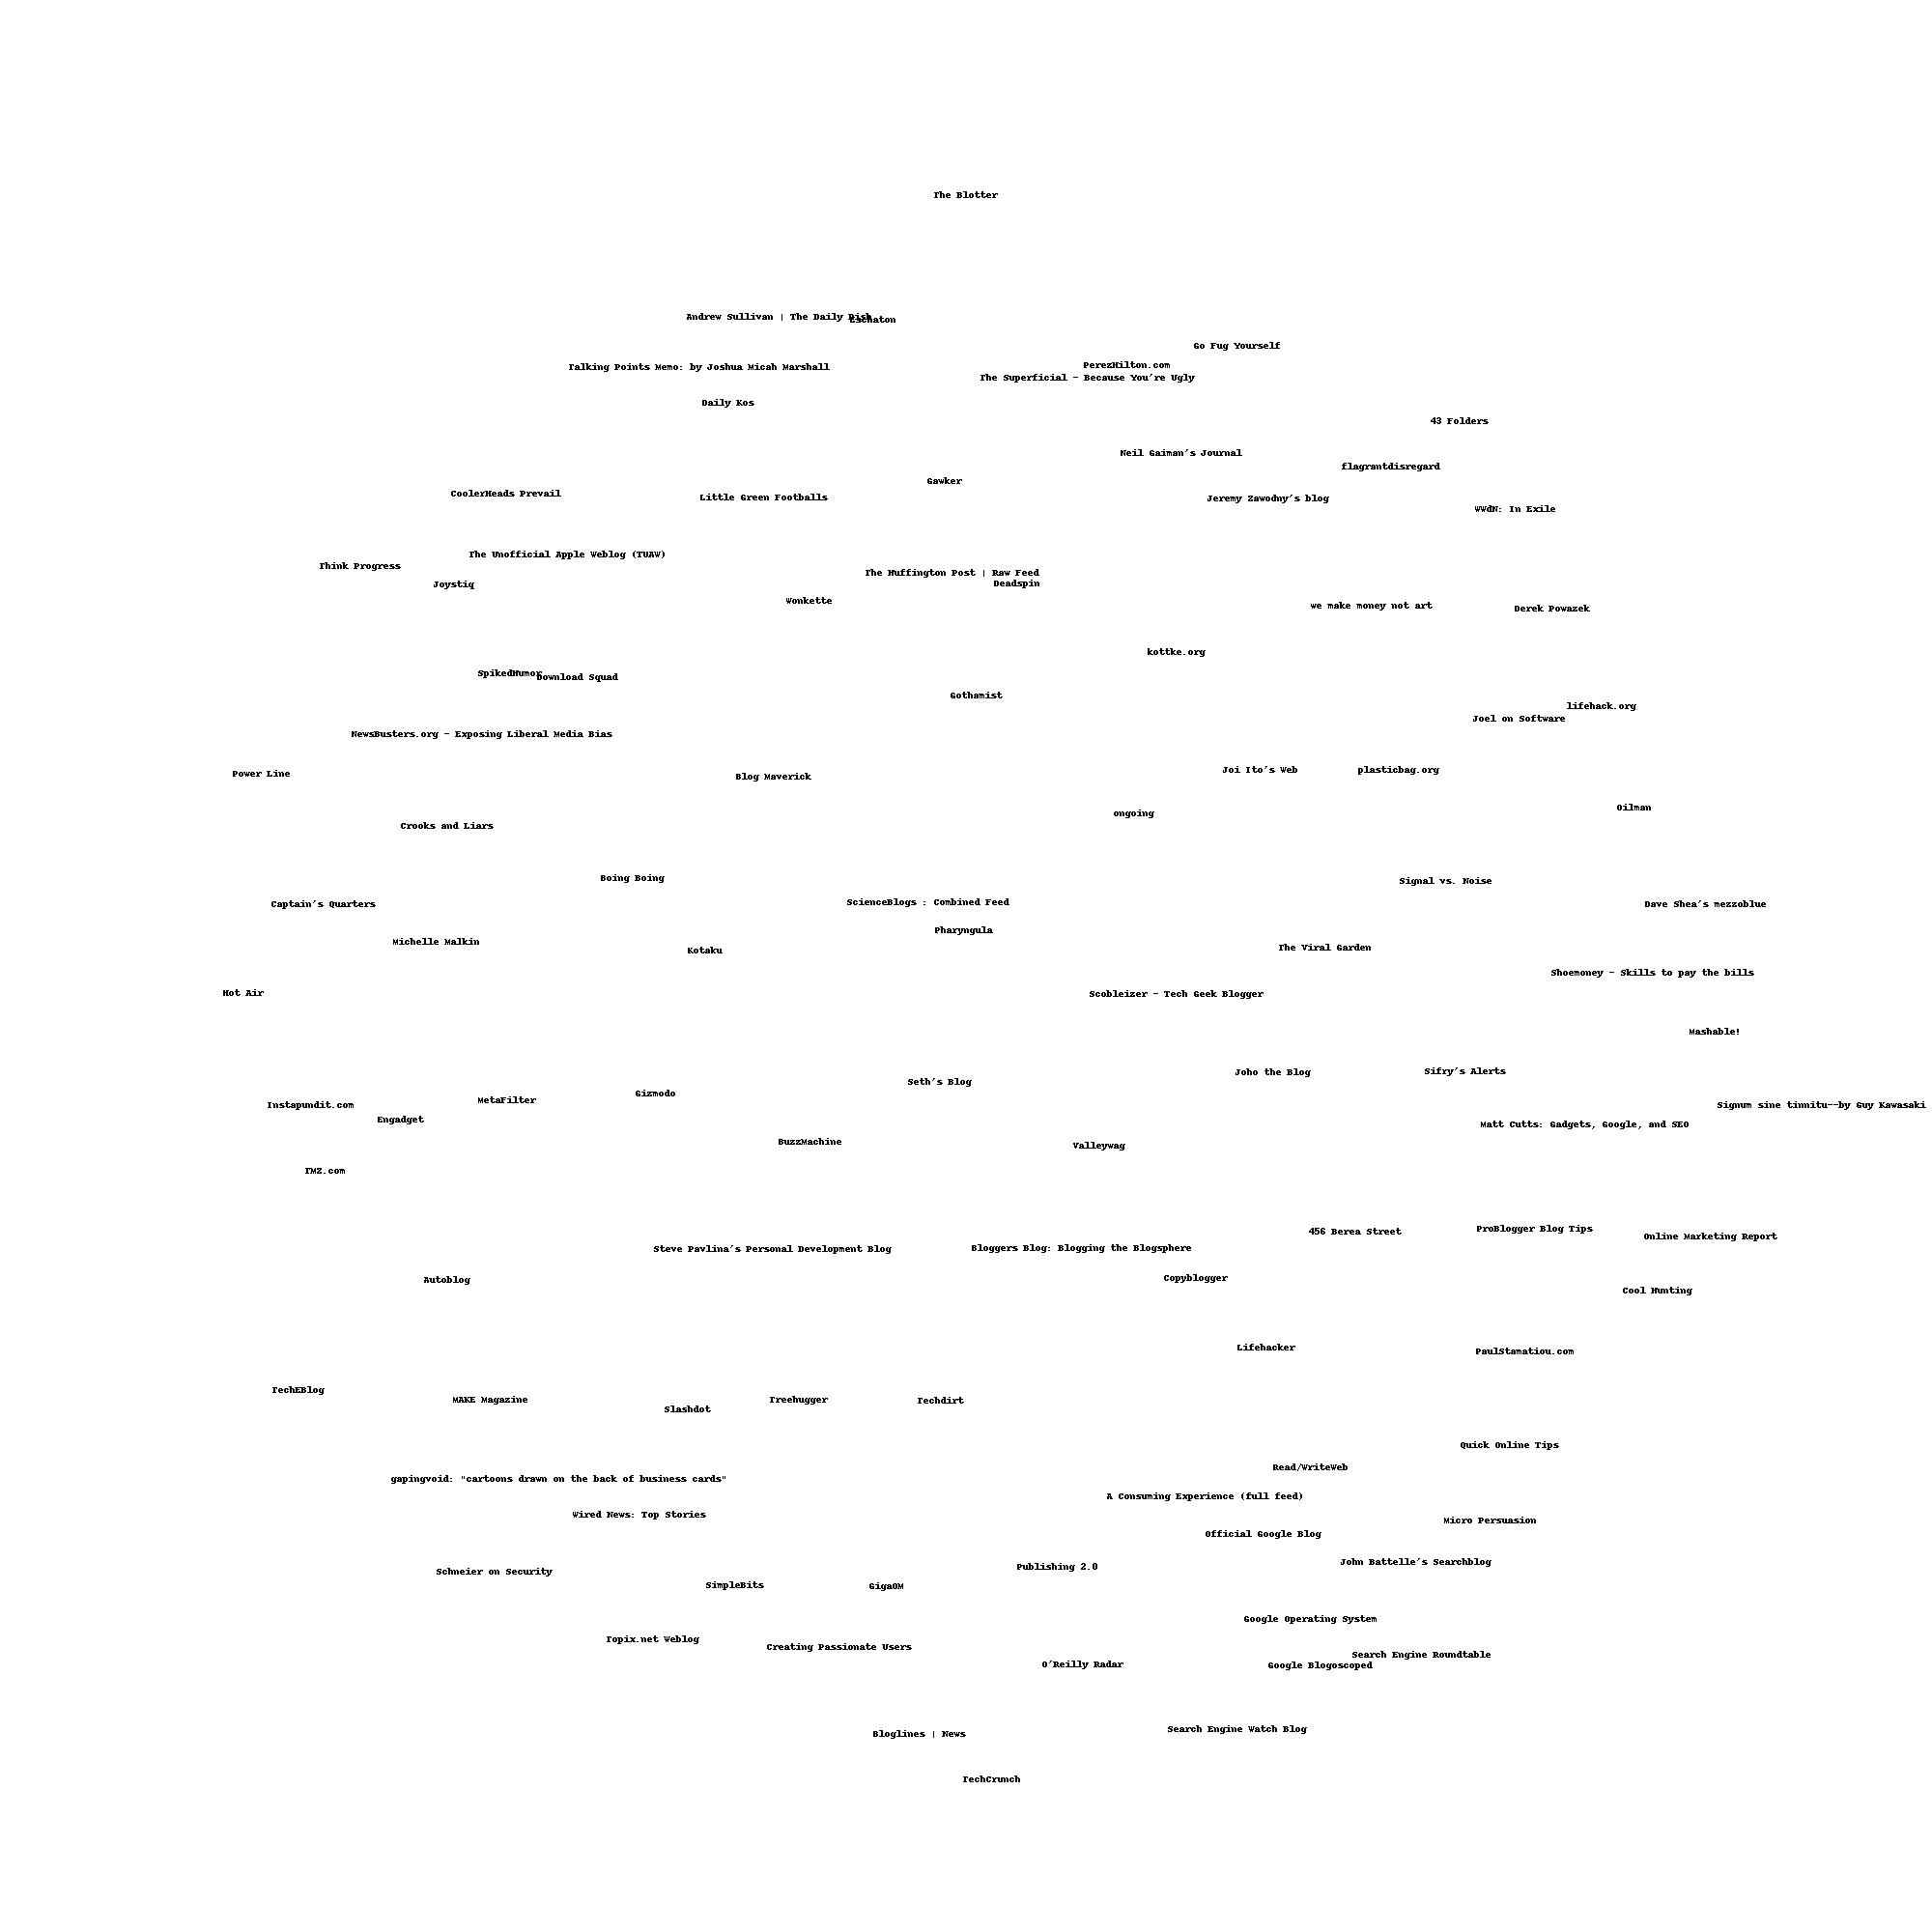 The Blotter
Andrew Sullivan | The Daily Dish
Eschaton
Go Fug Yourself
PerezHilton.com
Talking Points Memo: by Joshua Micah Marshall
The Superficial - Because You're Ugly
Daily Kos
43 Folders
Neil Gaiman's Journal
flagrantdisregard
Gawker
CoolerHeads Prevail
Little Green Footballs
Jeremy Zawodny's blog
WWdN: In Exile
The Unofficial Apple Weblog (TUAW)
Think Progress
The Huffington Post | Raw Feed
Joystiq
Deadspin
Wonkette
we make money not art
Derek Powazek
kottke.org
SpikedHumor
Download Squad
Gothamist
lifehack.org
Joel on Software
NewsBusters.org - Exposing Liberal Media Bias
Power Line
Blog Maverick
Joi Ito's Web
plasticbag.org
Oilman
ongoing
Crooks and Liars
Boing Boing
Signal vs. Noise
Captain's Quarters
ScienceBlogs : Combined Feed
Dave Shea's mezzoblue
Pharyngula
Michelle Malkin
Kotaku
The Viral Garden
Shoemoney - Skills to pay the bills
Hot Air
Scobleizer - Tech Geek Blogger
Mashable!
Joho the Blog
Sifry's Alerts
Seth's Blog
Gizmodo
MetaFilter
Instapundit.com
Signum sine tinnitu--by Guy Kawasaki
Engadget
Matt Cutts: Gadgets, Google, and SEO
BuzzMachine
Valleywag
TMZ.com
456 Berea Street
ProBlogger Blog Tips
Online Marketing Report
Steve Pavlina's Personal Development Blog
Bloggers Blog: Blogging the Blogsphere
Autoblog
Copyblogger
Cool Hunting
Lifehacker
PaulStamatiou.com
TechEBlog
MAKE Magazine
Slashdot
Treehugger
Techdirt
Quick Online Tips
Read/WriteWeb
gapingvoid: "cartoons drawn on the back of business cards"
A Consuming Experience (full feed)
Wired News: Top Stories
Micro Persuasion
Official Google Blog
John Battelle's Searchblog
Publishing 2.0
Schneier on Security
SimpleBits
GigaOM
Google Operating System
Topix.net Weblog
Creating Passionate Users
Search Engine Roundtable
O'Reilly Radar
Google Blogoscoped
Search Engine Watch Blog
Bloglines | News
TechCrunch